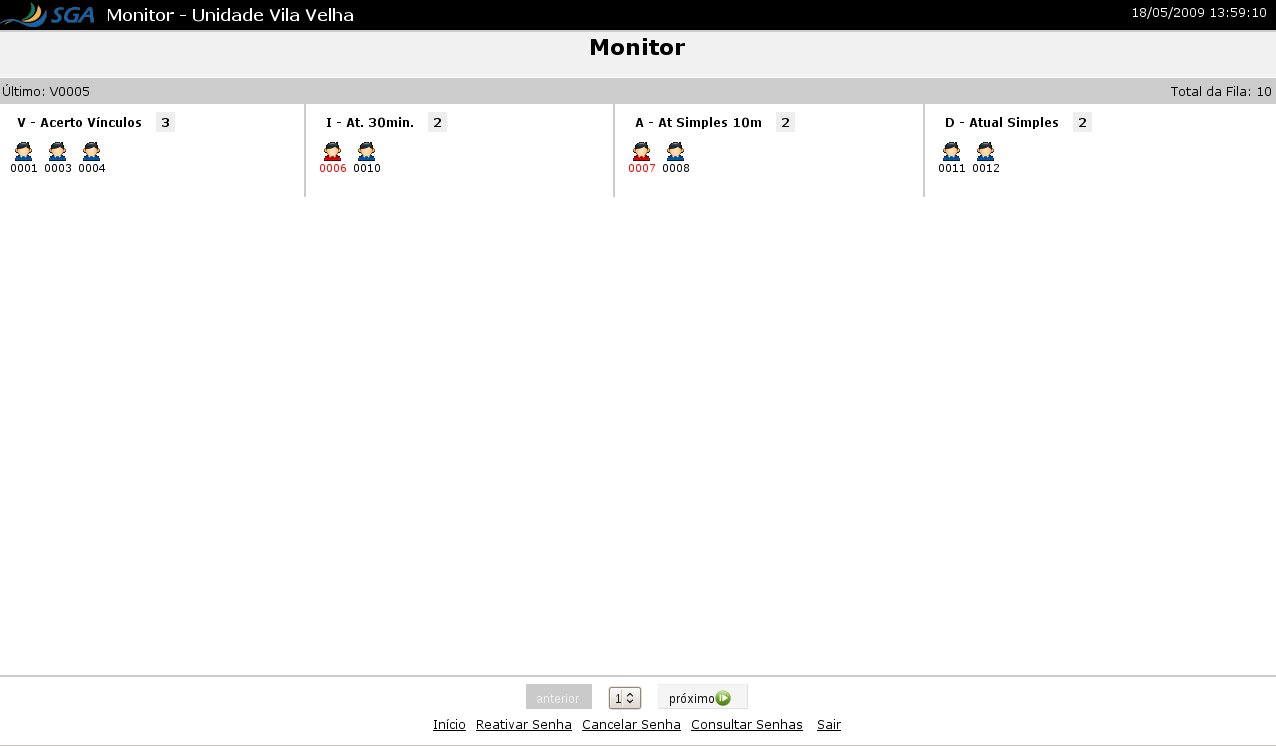 SGA Monitor - Unidade Vila Velha 18/05/2009 13:59:10
Monitor
Último: V0005 Total da Fila: 10
V - Acerto Vínculos 3 I - At. 30min. 2 A - At Simples 10m 2 D - Atual Simples 2
0001 0003 0004 0006 0010 0007 0008 0011 0012
anterior 1 próximo
Início Reativar Senha Cancelar Senha Consultar Senhas Sair